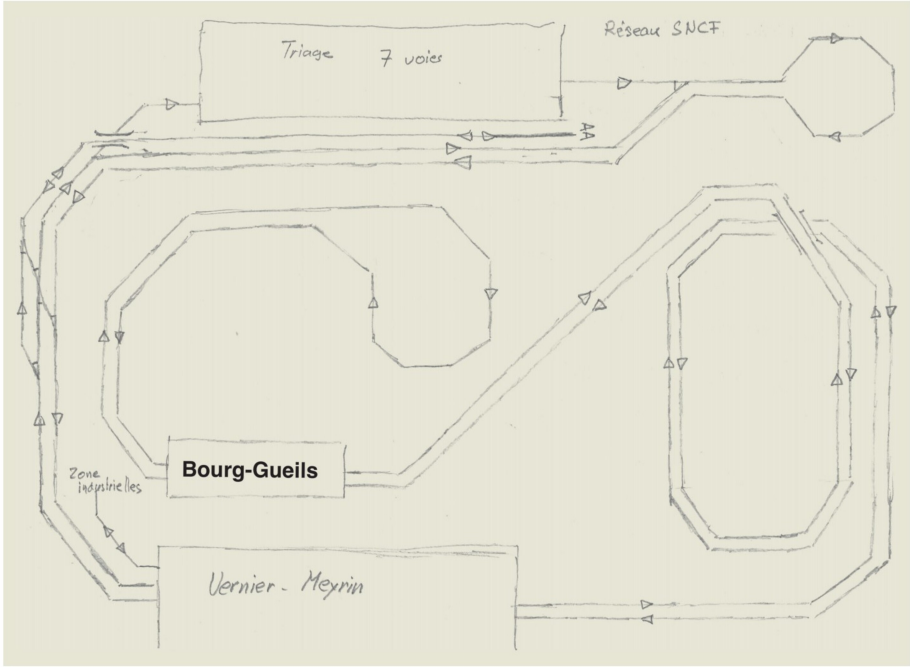 Réseau SNCF
Triage 7 voies
Bourg-Gueils
Zone
industrielles
Vernier - Meyrin